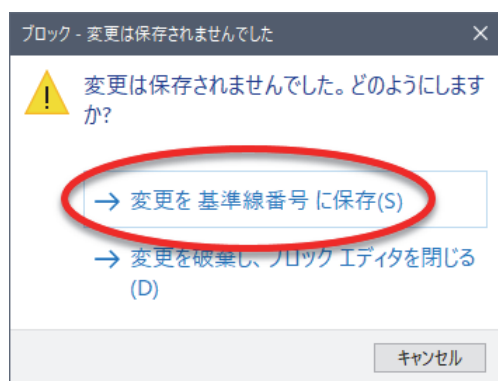 ブロック - 変更は保存されませんでした
変更は保存されませんでした。どのようにします
か?
→ 変更を 基準線番号 に保存(S)
→ 変更を破棄し、ブロック エディタを閉じる
(D)
キャンセル